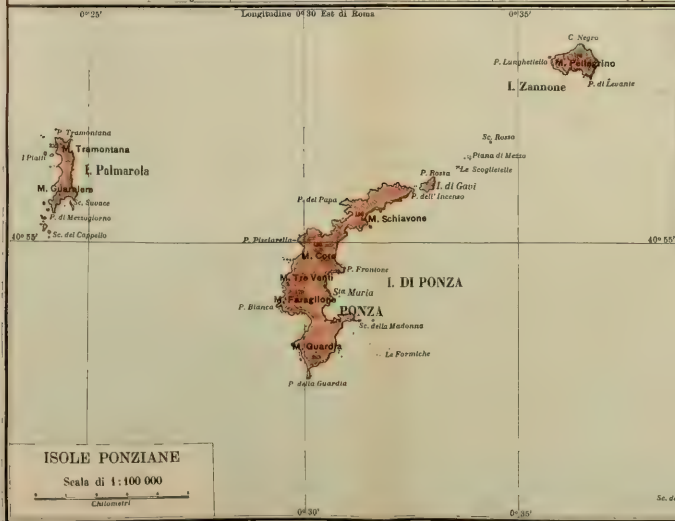 0°25'
Longitudine 0°30 Est di Roma
0°35'
C Negro
P. Lunghetiello
M. Pellegrino
I. Zannone
P. di Levante
P Tramontana
M. Tramontana
I Piatti
I. Palmarola
M. Guarniera
Sc. Suvace
P. di Mezzogiorno
Sc. del Cappello
Sc. Rossa
Piana di Mezzo
Le Scogliette
P. Rossa
I. di Gavi
P. dell'Incenso
P. del Papa
M. Schiavone
40°55'
P. Pisciarella
40°55'
M. Core
P. Frontone
M. Tre Venti
I. DI PONZA
Sta Maria
M. Faraglione
P. Bianca
PONZA
Sc. della Madonna
M. Guardia
Le Formiche
P. della Guardia
ISOLE PONZIANE
Scala di 1:100 000
Chilometri
0°30'
0°35'